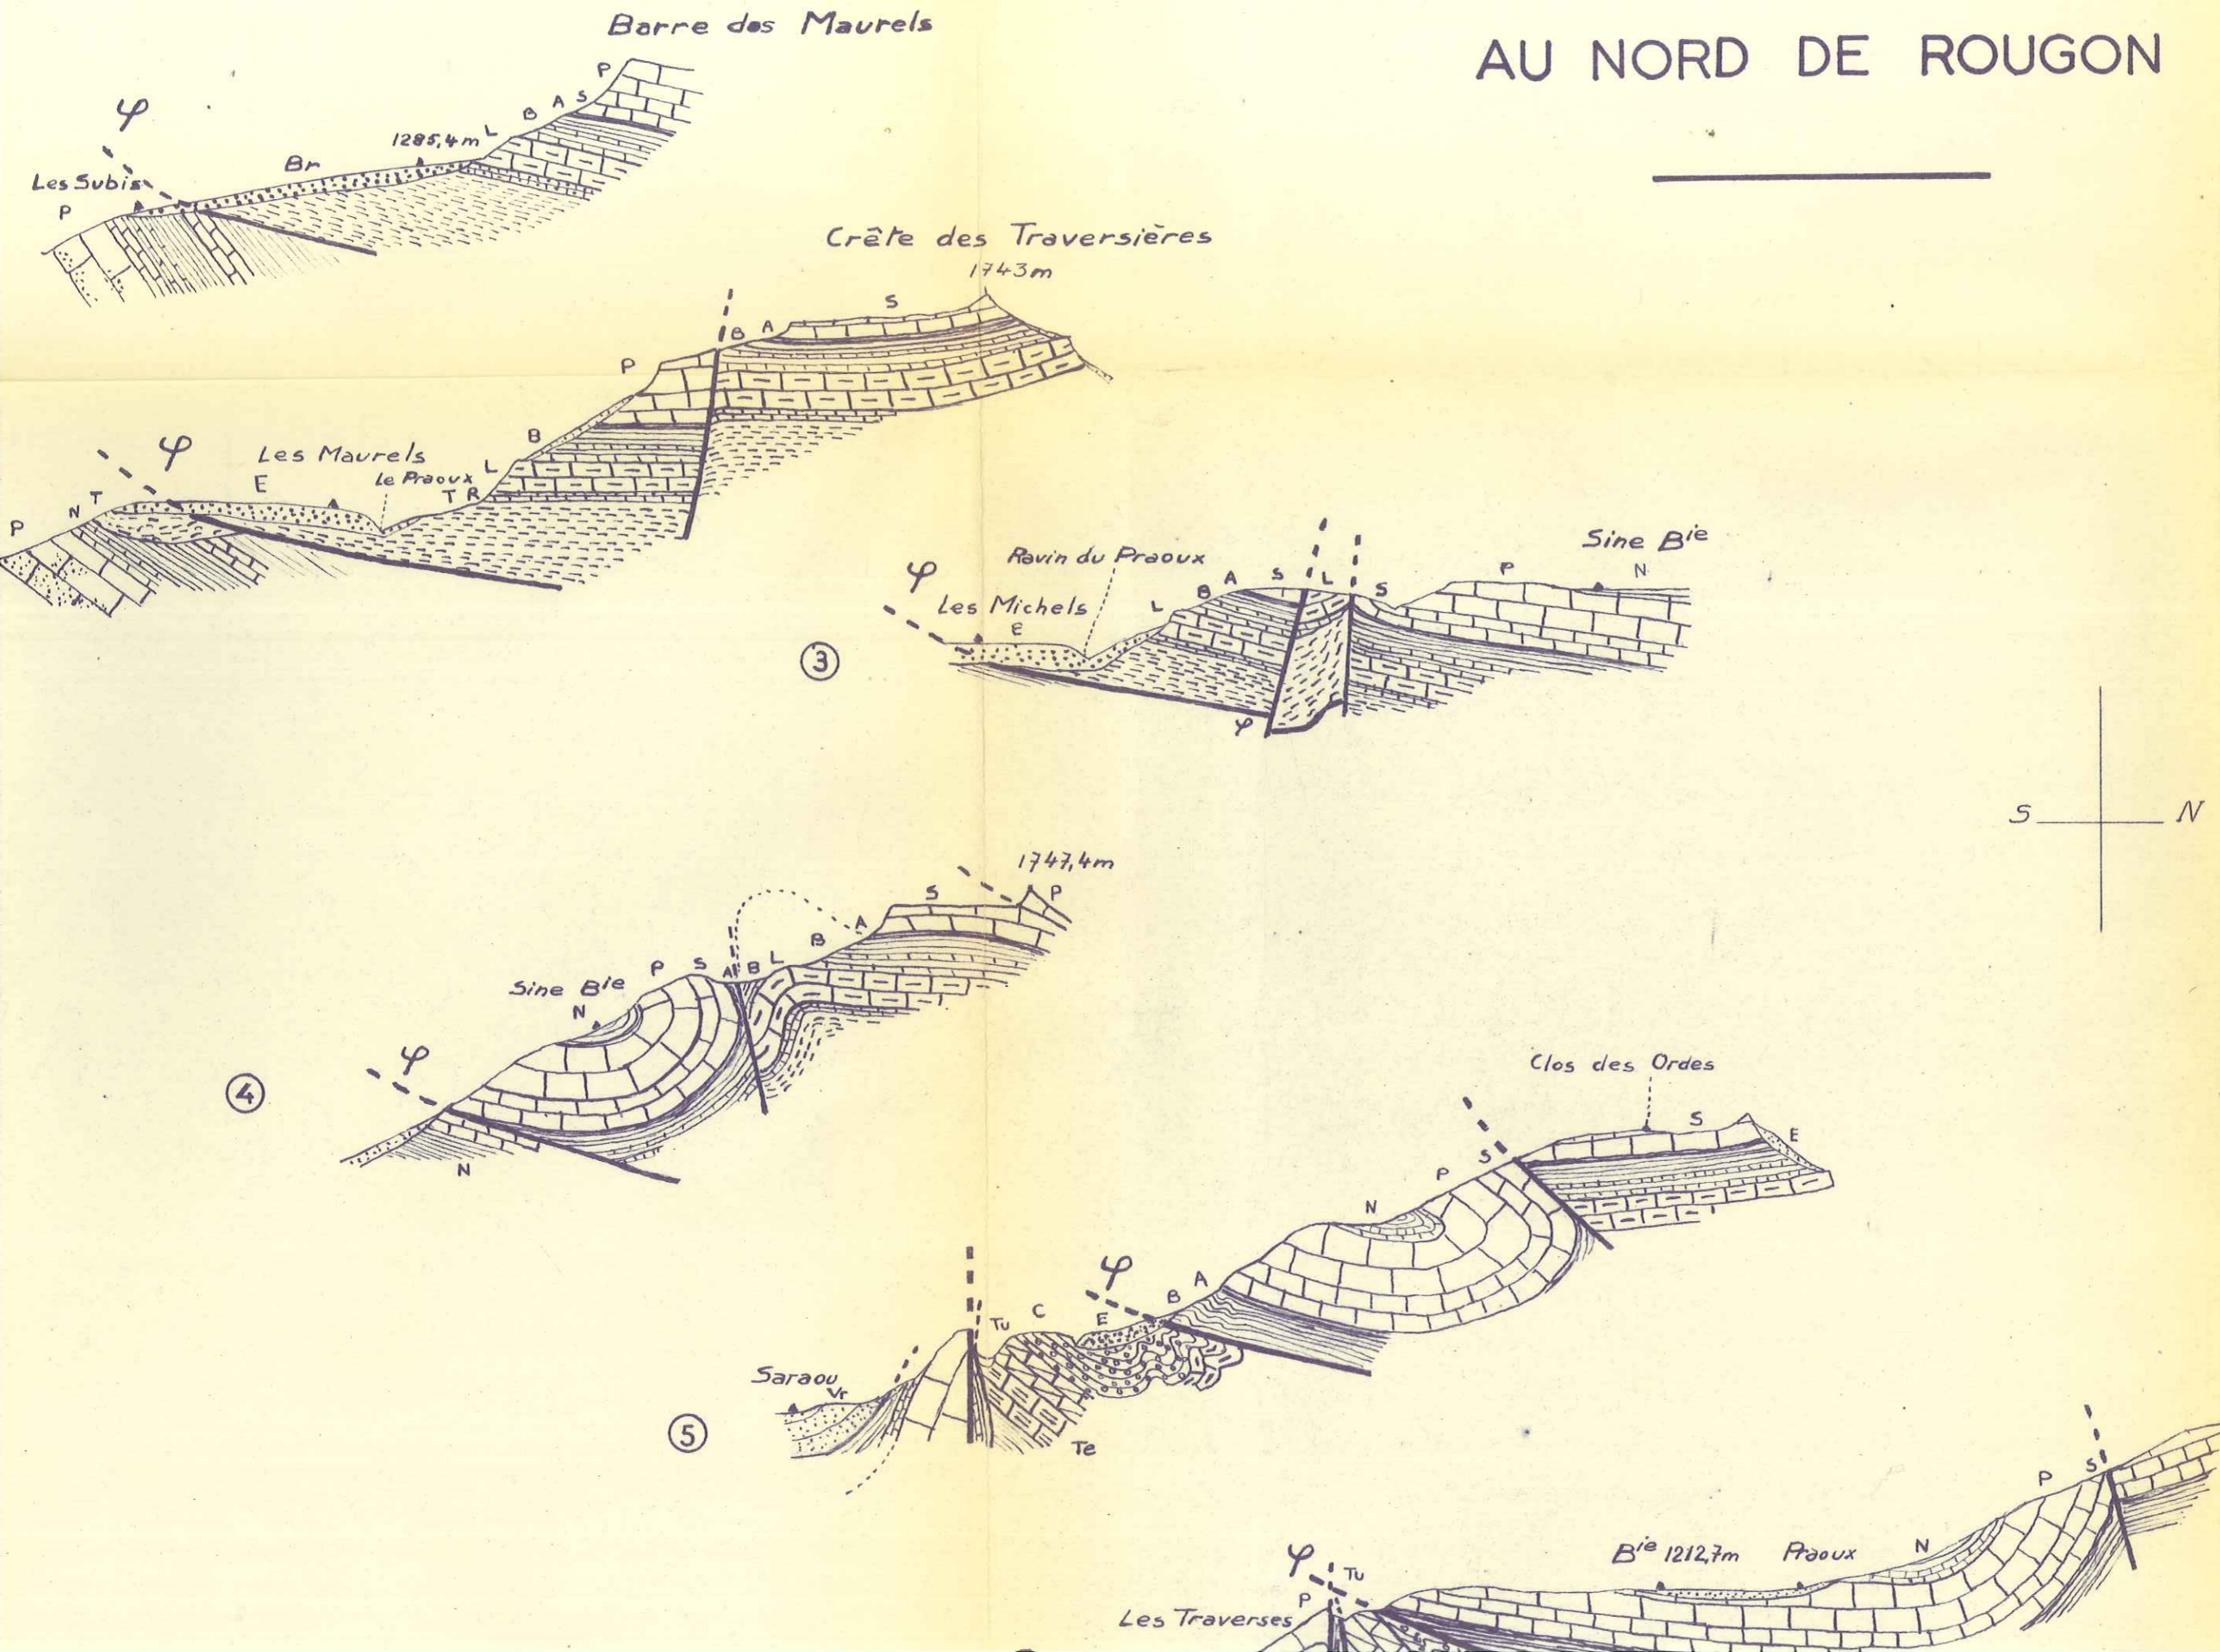 AU NORD DE ROUGON
Barre des Maurels
φ
Les Subis
P
Br
1285,4m
L
B
A
S
P
Crête des Traversières
1743m
S
B
A
P
B
L
φ
Les Maurels
E
le Praoux
T R
T
N
P
3
φ
Les Michels
E
Ravin du Praoux
L
B
A
S
L
S
P
Sine Bie
N
φ
S
N
4
1747,4m
P
S
A
B
L
B
A
S
P
Sine Bie
N
φ
N
Clos des Ordes
S
E
S
P
N
φ
A
B
E
C
Tu
5
Saraou
Vr
Te
S
P
N
Praoux
Bie 1212,7m
φ
Tu
P
Les Traverses